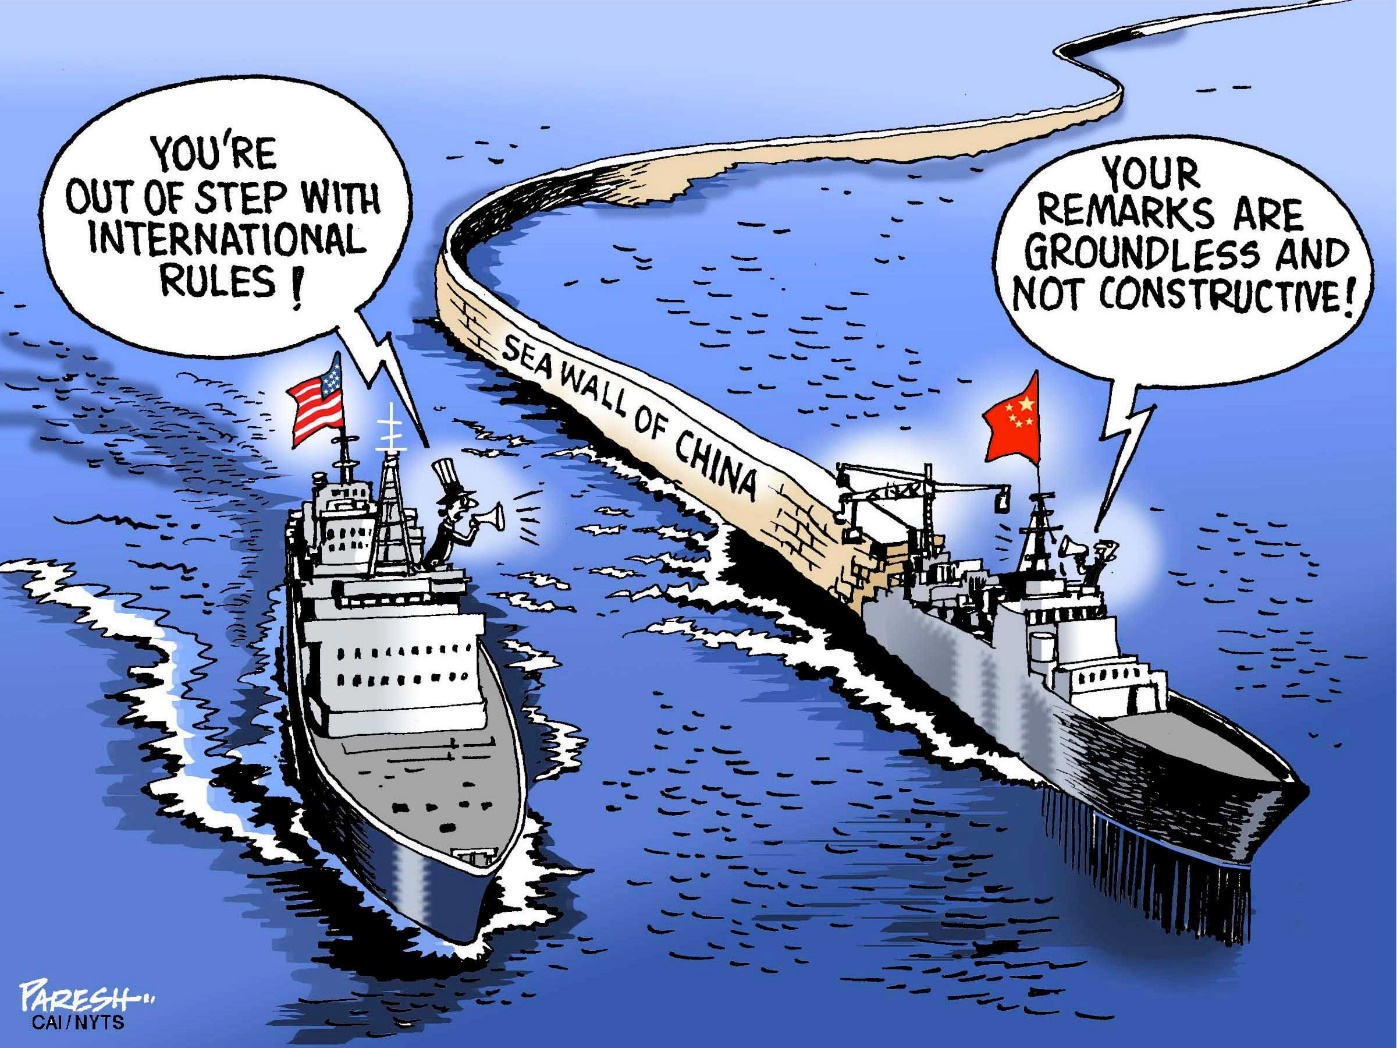 YOU'RE
OUT OF STEP WITH
INTERNATIONAL
RULES!
YOUR
REMARKS ARE
GROUNDLESS AND
NOT CONSTRUCTIVE!
SEA WALL OF CHINA
PARESH
CAI/NYTS